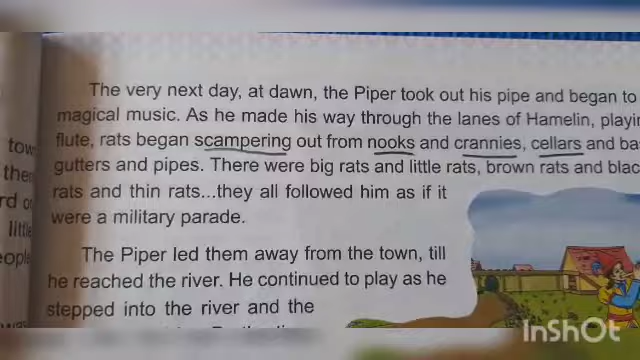 The very next day, at dawn, the Piper took out his pipe and began to
magical music. As he made his way through the lanes of Hamelin,
flute, rats began scampering out from nooks and crannies, cellars and
gutters and pipes. There were big rats and little rats, brown rats and
rats and thin rats...they all followed him as if it
were a military parade.
The Piper led them away from the town, till
he reached the river. He continued to play as he
stepped into the river and the
InShOt